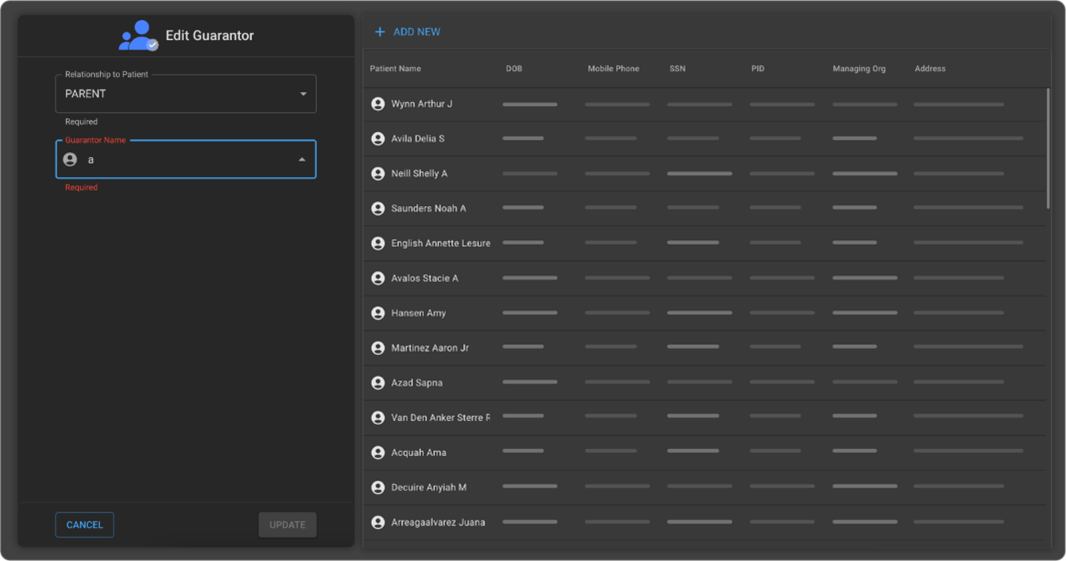 Edit Guarantor
Relationship to Patient
PARENT
Required
Guarantor Name
a
Required
CANCEL
UPDATE
+ ADD NEW
Patient Name DOB Mobile Phone SSN PID Managing Org Address
Wynn Arthur J
Avila Delia S
Neill Shelly A
Saunders Noah A
English Annette Lesure
Avalos Stacie A
Hansen Amy
Martinez Aaron Jr
Azad Sapna
Van Den Anker Sterre R
Acquah Ama
Decuire Anyiah M
Arreagaalvarez Juana